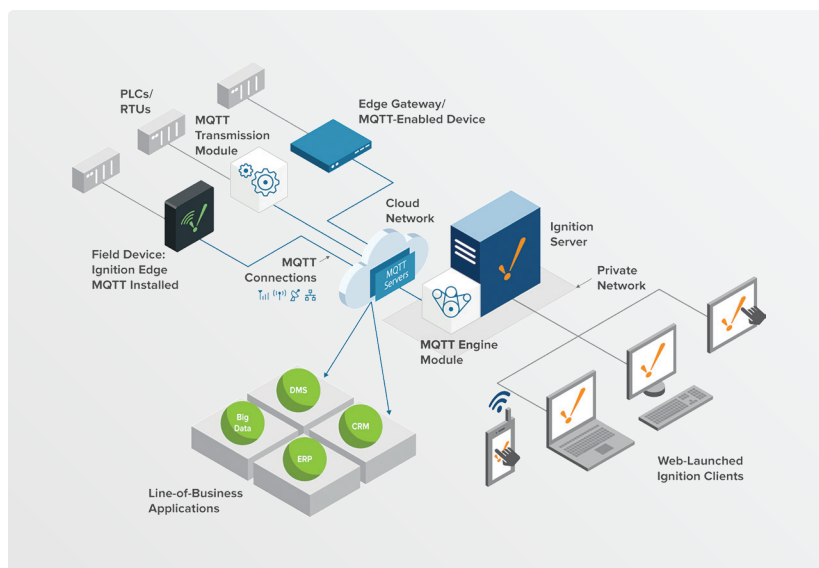 PLCs/
RTUs
MQTT
Transmission
Module
Edge Gateway/
MQTT-Enabled Device
Cloud
Network
Ignition
Server
Field Device:
Ignition Edge
MQTT Installed
MQTT
Connections
MQTT
Servers
Private
Network
MQTT Engine
Module
DMS
Big
Data
CRM
ERP
Line-of-Business
Applications
Web-Launched
Ignition Clients